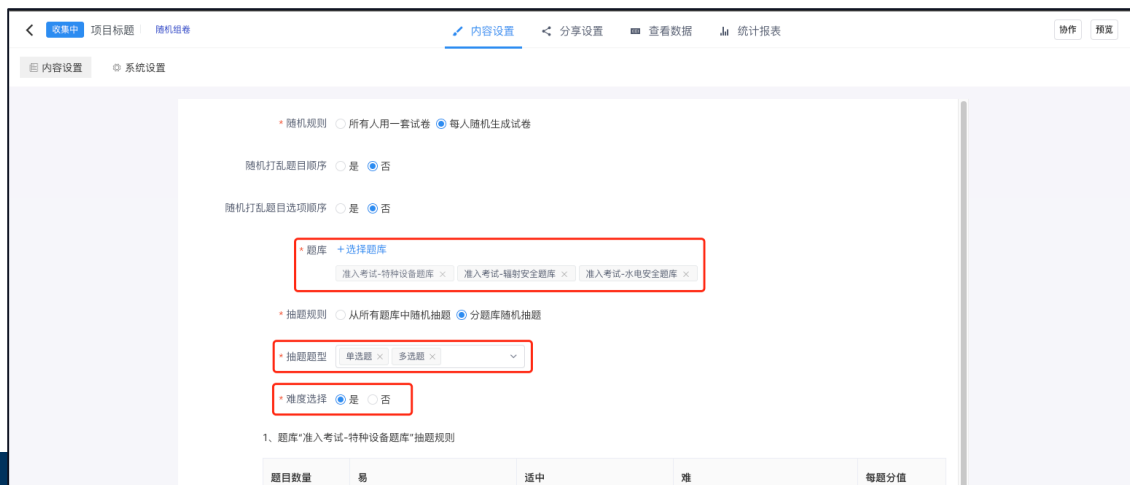 收集中 项目标题 随机组卷 内容设置 分享设置 查看数据 统计报表 协作 预览
内容设置 系统设置
* 随机规则 所有人用一套试卷 每人随机生成试卷
随机打乱题目顺序 是 否
随机打乱题目选项顺序 是 否
* 题库 +选择题库
准入考试-特种设备题库 × 准入考试-辐射安全题库 × 准入考试-水电安全题库 ×
* 抽题规则 从所有题库中随机抽题 分题库随机抽题
* 抽题题型 单选题 × 多选题 ×
* 难度选择 是 否
1、题库"准入考试-特种设备题库"抽题规则
题目数量 易 适中 难 每题分值